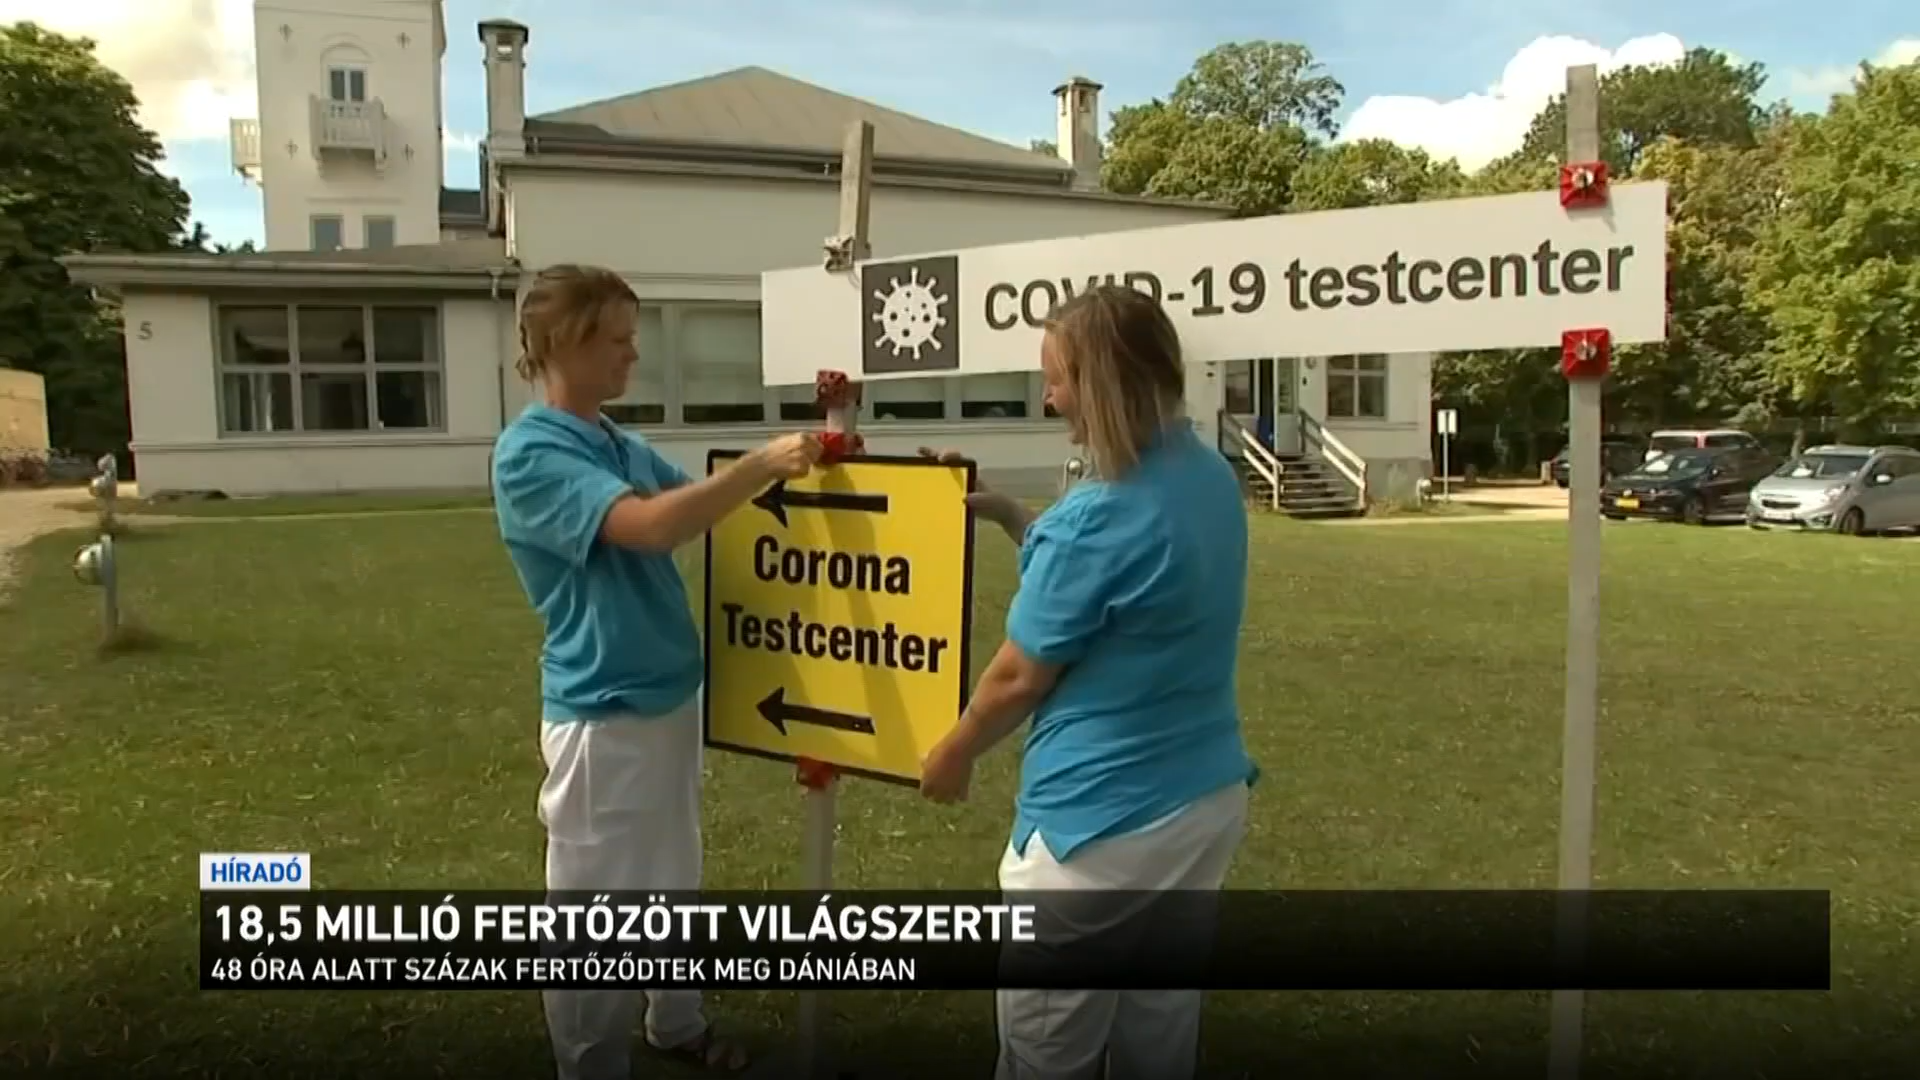 5
COVID-19 testcenter
Corona
Testcenter
HÍRADÓ
18,5 MILLIÓ FERTŐZÖTT VILÁGSZERTE
48 ÓRA ALATT SZÁZAK FERTŐZŐDTEK MEG DÁNIÁBAN